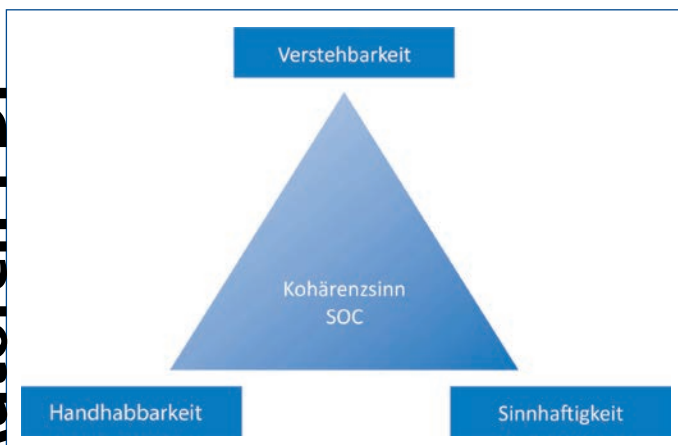 Verstehbarkeit
Kohärenzsinn
SOC
Handhabbarkeit
Sinnhaftigkeit